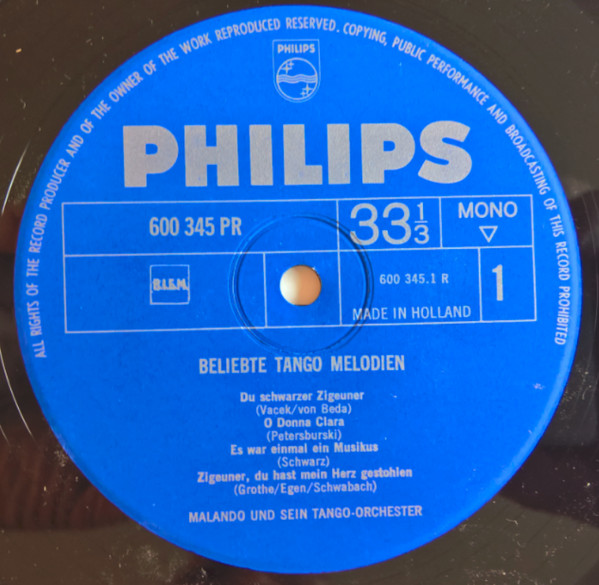 ALL RIGHTS OF THE RECORD PRODUCER AND OF THE OWNER OF THE WORK REPRODUCED RESERVED. COPYING, PUBLIC PERFORMANCE AND BROADCASTING OF THIS RECORD PROHIBITED
PHILIPS
PHILIPS
600 345 PR
33 1/3
MONO
B.I.E.M.
600 345.1 R
1
MADE IN HOLLAND
BELIEBTE TANGO MELODIEN
Du schwarzer Zigeuner
(Vacek/von Beda)
O Donna Clara
(Petersburski)
Es war einmal ein Musikus
(Schwarz)
Zigeuner, du hast mein Herz gestohlen
(Grothe/Egen/Schwabach)
MALANDO UND SEIN TANGO-ORCHESTER